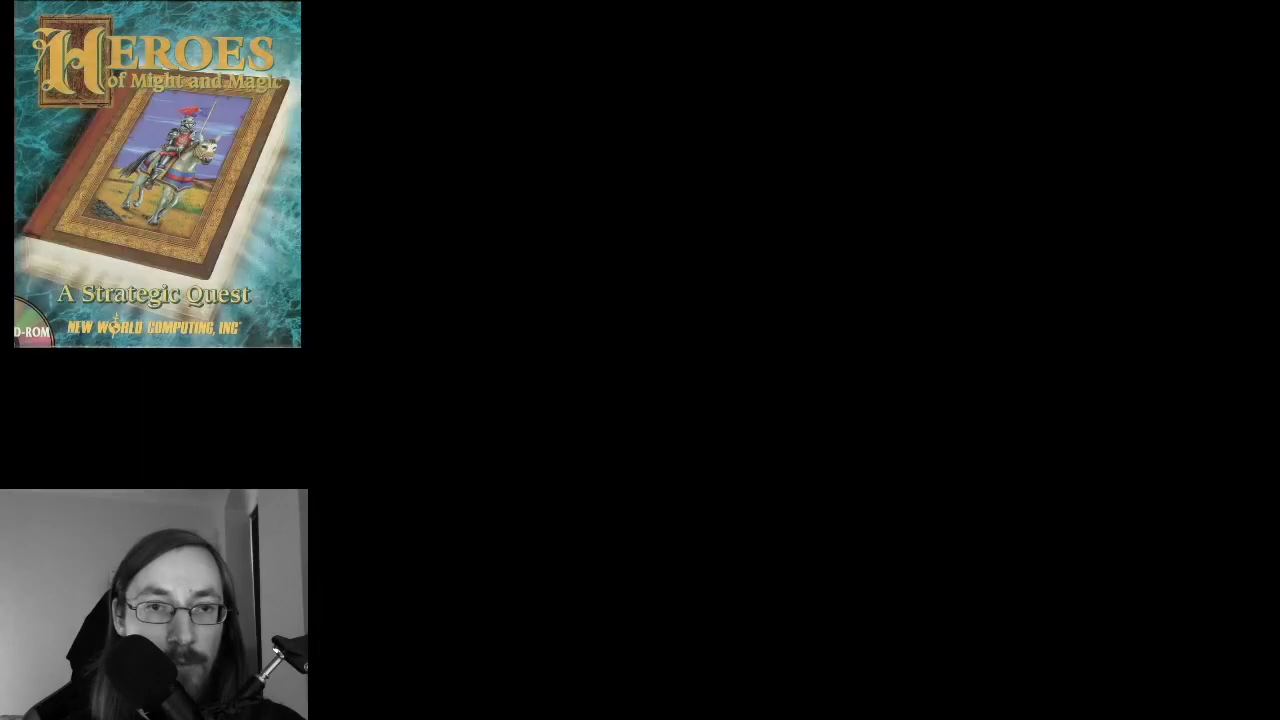 HEROES
of Might and Magic
A Strategic Quest
D-ROM
NEW WORLD COMPUTING, INC